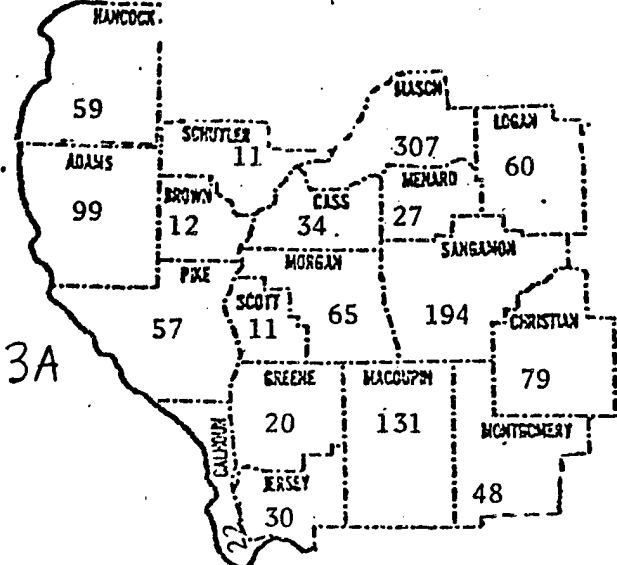 HANCOCK
59
MASON
307
LOGAN
60
SCHUYLER
11
ADAMS
99
BROWN
12
CASS
34
MENARD
27
SANGAMON
194
PIKE
57
MORGAN
65
SCOTT
11
CHRISTIAN
79
3A
GREENE
20
MACOUPIN
131
MONTGOMERY
48
CALHOUN
22
JERSEY
30